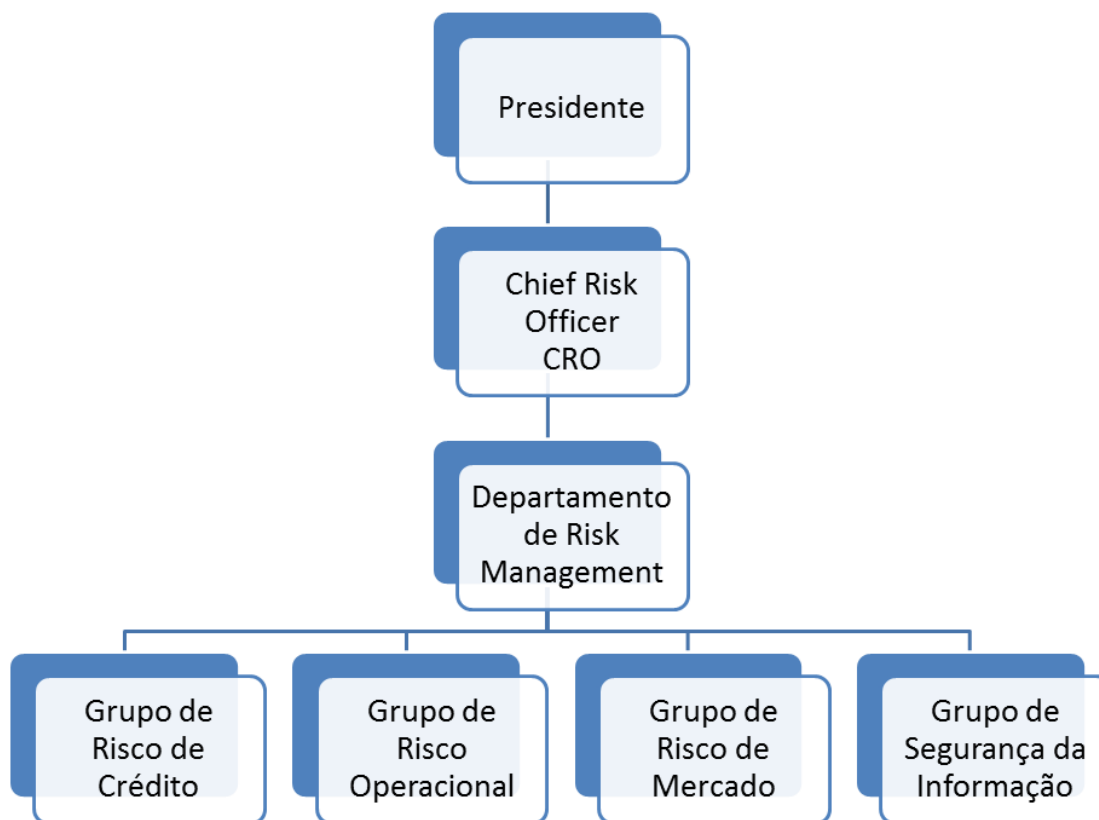 Presidente
Chief Risk
Officer
CRO
Departamento
de Risk
Management
Grupo de
Risco de
Crédito
Grupo de
Risco
Operacional
Grupo de
Risco de
Mercado
Grupo de
Segurança da
Informação